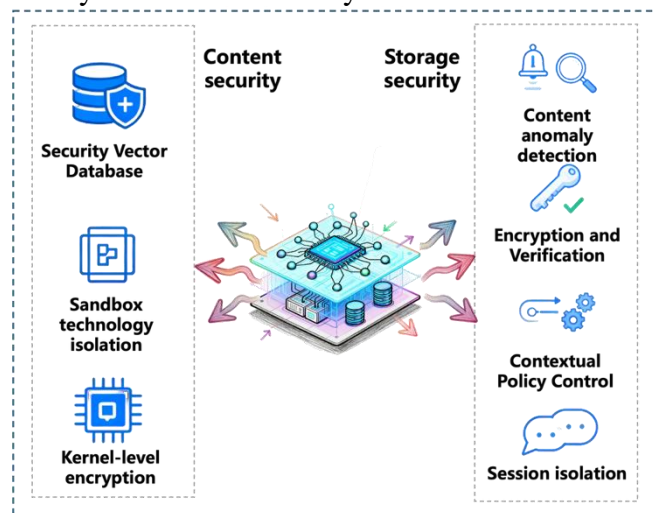 Content
security
Storage
security
Security Vector
Database
Sandbox
technology
isolation
Kernel-level
encryption
Content
anomaly
detection
Encryption and
Verification
Contextual
Policy Control
Session isolation